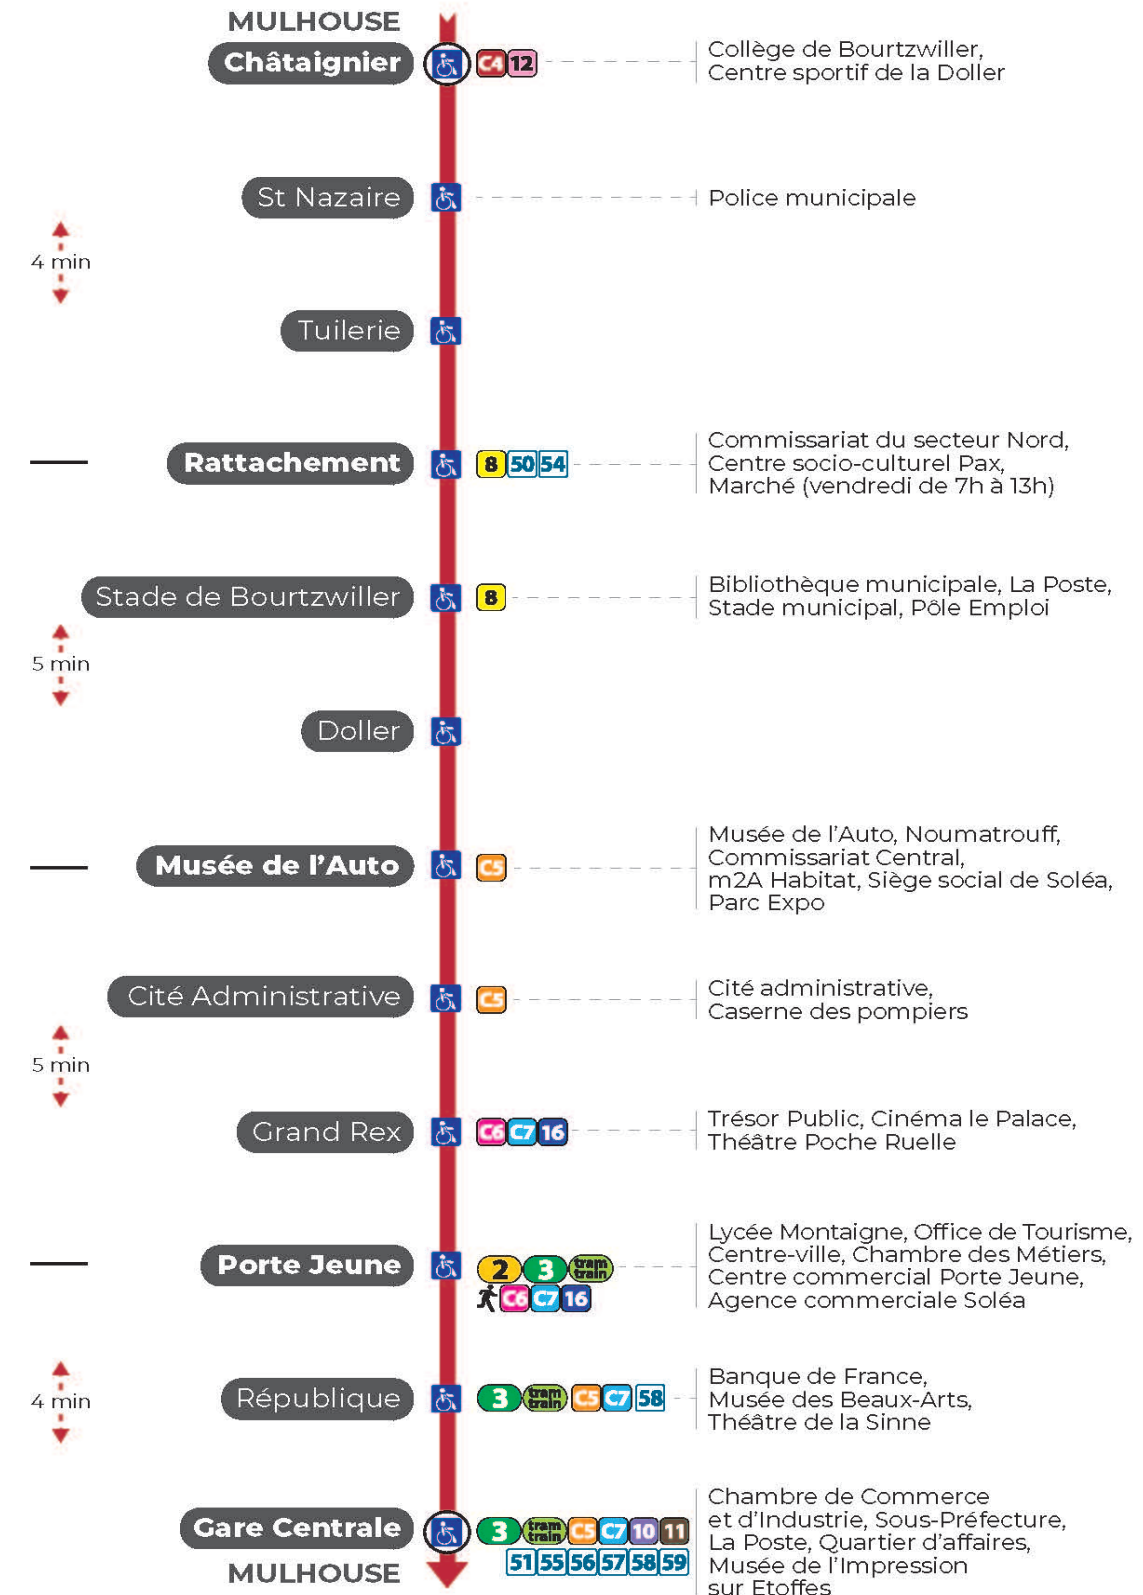 MULHOUSE
Châtaignier
C4 12
Collège de Bourtzwiller,
Centre sportif de la Doller
St Nazaire
Police municipale
4 min
Tuilerie
Rattachement
8 50 54
Commissariat du secteur Nord,
Centre socio-culturel Pax,
Marché (vendredi de 7h à 13h)
Stade de Bourtzwiller
8
Bibliothèque municipale, La Poste,
Stade municipal, Pôle Emploi
5 min
Doller
Musée de l'Auto
C5
Musée de l'Auto, Noumatrouff,
Commissariat Central,
m2A Habitat, Siège social de Soléa,
Parc Expo
Cité Administrative
C5
Cité administrative,
Caserne des pompiers
5 min
Grand Rex
C6 C7 16
Trésor Public, Cinéma le Palace,
Théâtre Poche Ruelle
Porte Jeune
2 3 tram train
C6 C7 16
Lycée Montaigne, Office de Tourisme,
Centre-ville, Chambre des Métiers,
Centre commercial Porte Jeune,
Agence commerciale Soléa
4 min
République
3 tram train C5 C7 58
Banque de France,
Musée des Beaux-Arts,
Théâtre de la Sinne
Gare Centrale
3 tram train C5 C7 10 11
51 55 56 57 58 59
Chambre de Commerce
et d'Industrie, Sous-Préfecture,
La Poste, Quartier d'affaires,
Musée de l'Impression
sur Etoffes
MULHOUSE